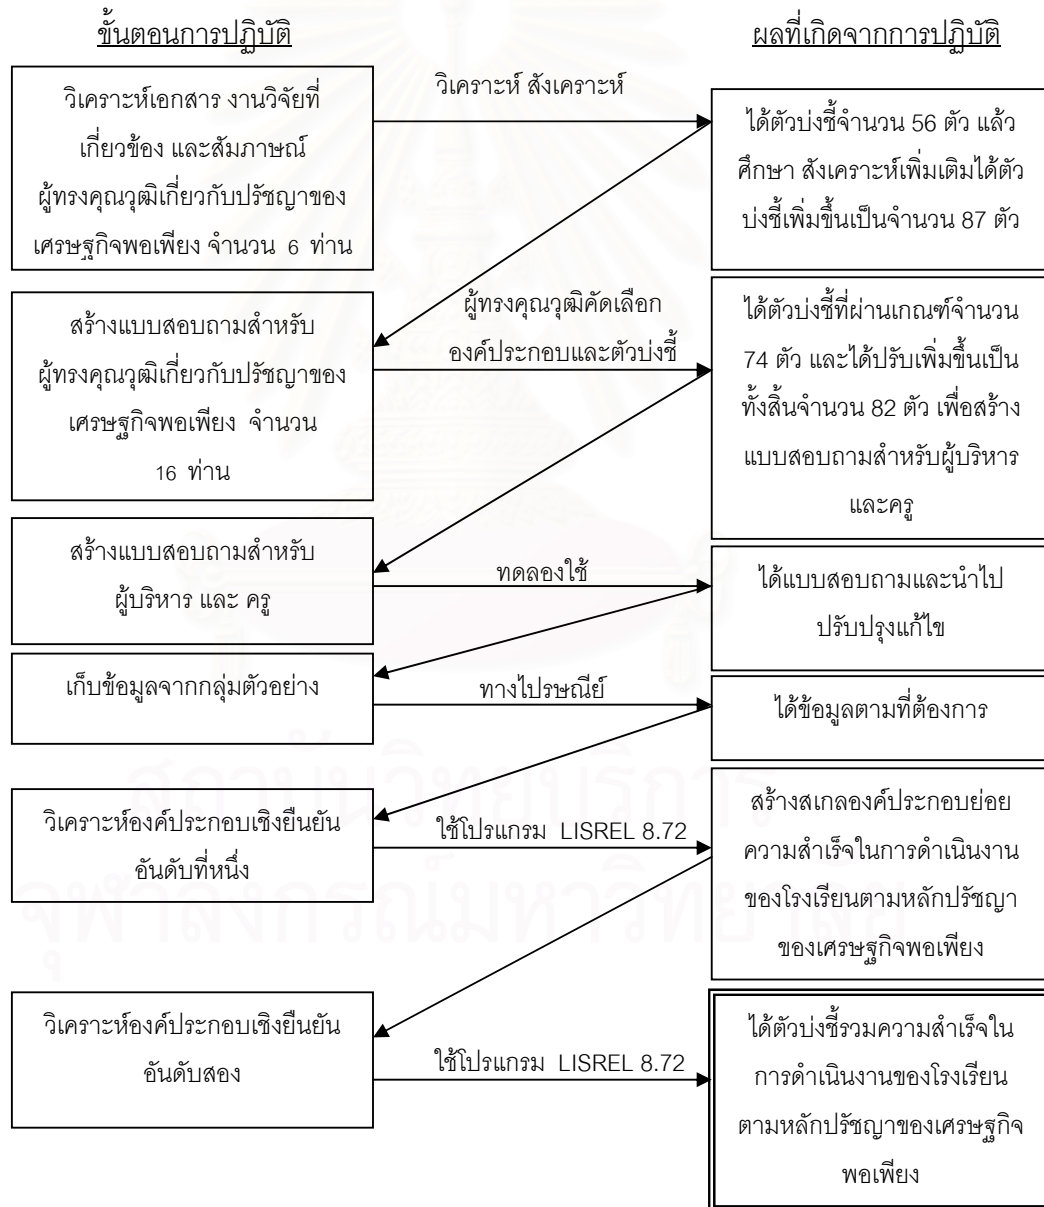 ขั้นตอนการปฏิบัติ
ผลที่เกิดจากการปฏิบัติ
วิเคราะห์เอกสาร งานวิจัยที่
เกี่ยวข้อง และสัมภาษณ์
ผู้ทรงคุณวุฒิเกี่ยวกับปรัชญาของ
เศรษฐกิจพอเพียง จำนวน 6 ท่าน
วิเคราะห์ สังเคราะห์
ได้ตัวบ่งชี้จำนวน 56 ตัว แล้ว
ศึกษา สังเคราะห์เพิ่มเติมได้ตัว
บ่งชี้เพิ่มขึ้นเป็นจำนวน 87 ตัว
สร้างแบบสอบถามสำหรับ
ผู้ทรงคุณวุฒิเกี่ยวกับปรัชญาของ
เศรษฐกิจพอเพียง จำนวน
16 ท่าน
ผู้ทรงคุณวุฒิคัดเลือก
องค์ประกอบและตัวบ่งชี้
ได้ตัวบ่งชี้ที่ผ่านเกณฑ์จำนวน
74 ตัว และได้ปรับเพิ่มขึ้นเป็น
ทั้งสิ้นจำนวน 82 ตัว เพื่อสร้าง
แบบสอบถามสำหรับผู้บริหาร
และครู
สร้างแบบสอบถามสำหรับ
ผู้บริหาร และ ครู
ทดลองใช้
ได้แบบสอบถามและนำไป
ปรับปรุงแก้ไข
เก็บข้อมูลจากกลุ่มตัวอย่าง
ทางไปรษณีย์
ได้ข้อมูลตามที่ต้องการ
วิเคราะห์องค์ประกอบเชิงยืนยัน
อันดับที่หนึ่ง
ใช้โปรแกรม LISREL 8.72
สร้างสเกลองค์ประกอบย่อย
ความสำเร็จในการดำเนินงาน
ของโรงเรียนตามหลักปรัชญา
ของเศรษฐกิจพอเพียง
วิเคราะห์องค์ประกอบเชิงยืนยัน
อันดับสอง
ใช้โปรแกรม LISREL 8.72
ได้ตัวบ่งชี้รวมความสำเร็จใน
การดำเนินงานของโรงเรียน
ตามหลักปรัชญาของเศรษฐกิจ
พอเพียง
สถาบันวิทยบริการ
จุฬาลงกรณ์มหาวิทยาลัย